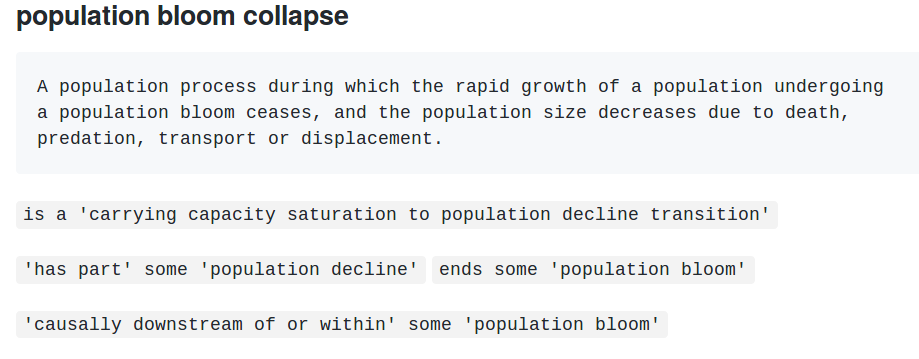 population bloom collapse
A population process during which the rapid growth of a population undergoing
a population bloom ceases, and the population size decreases due to death,
predation, transport or displacement.
is a 'carrying capacity saturation to population decline transition'
'has part' some 'population decline' ends some 'population bloom'
'causally downstream of or within' some 'population bloom'